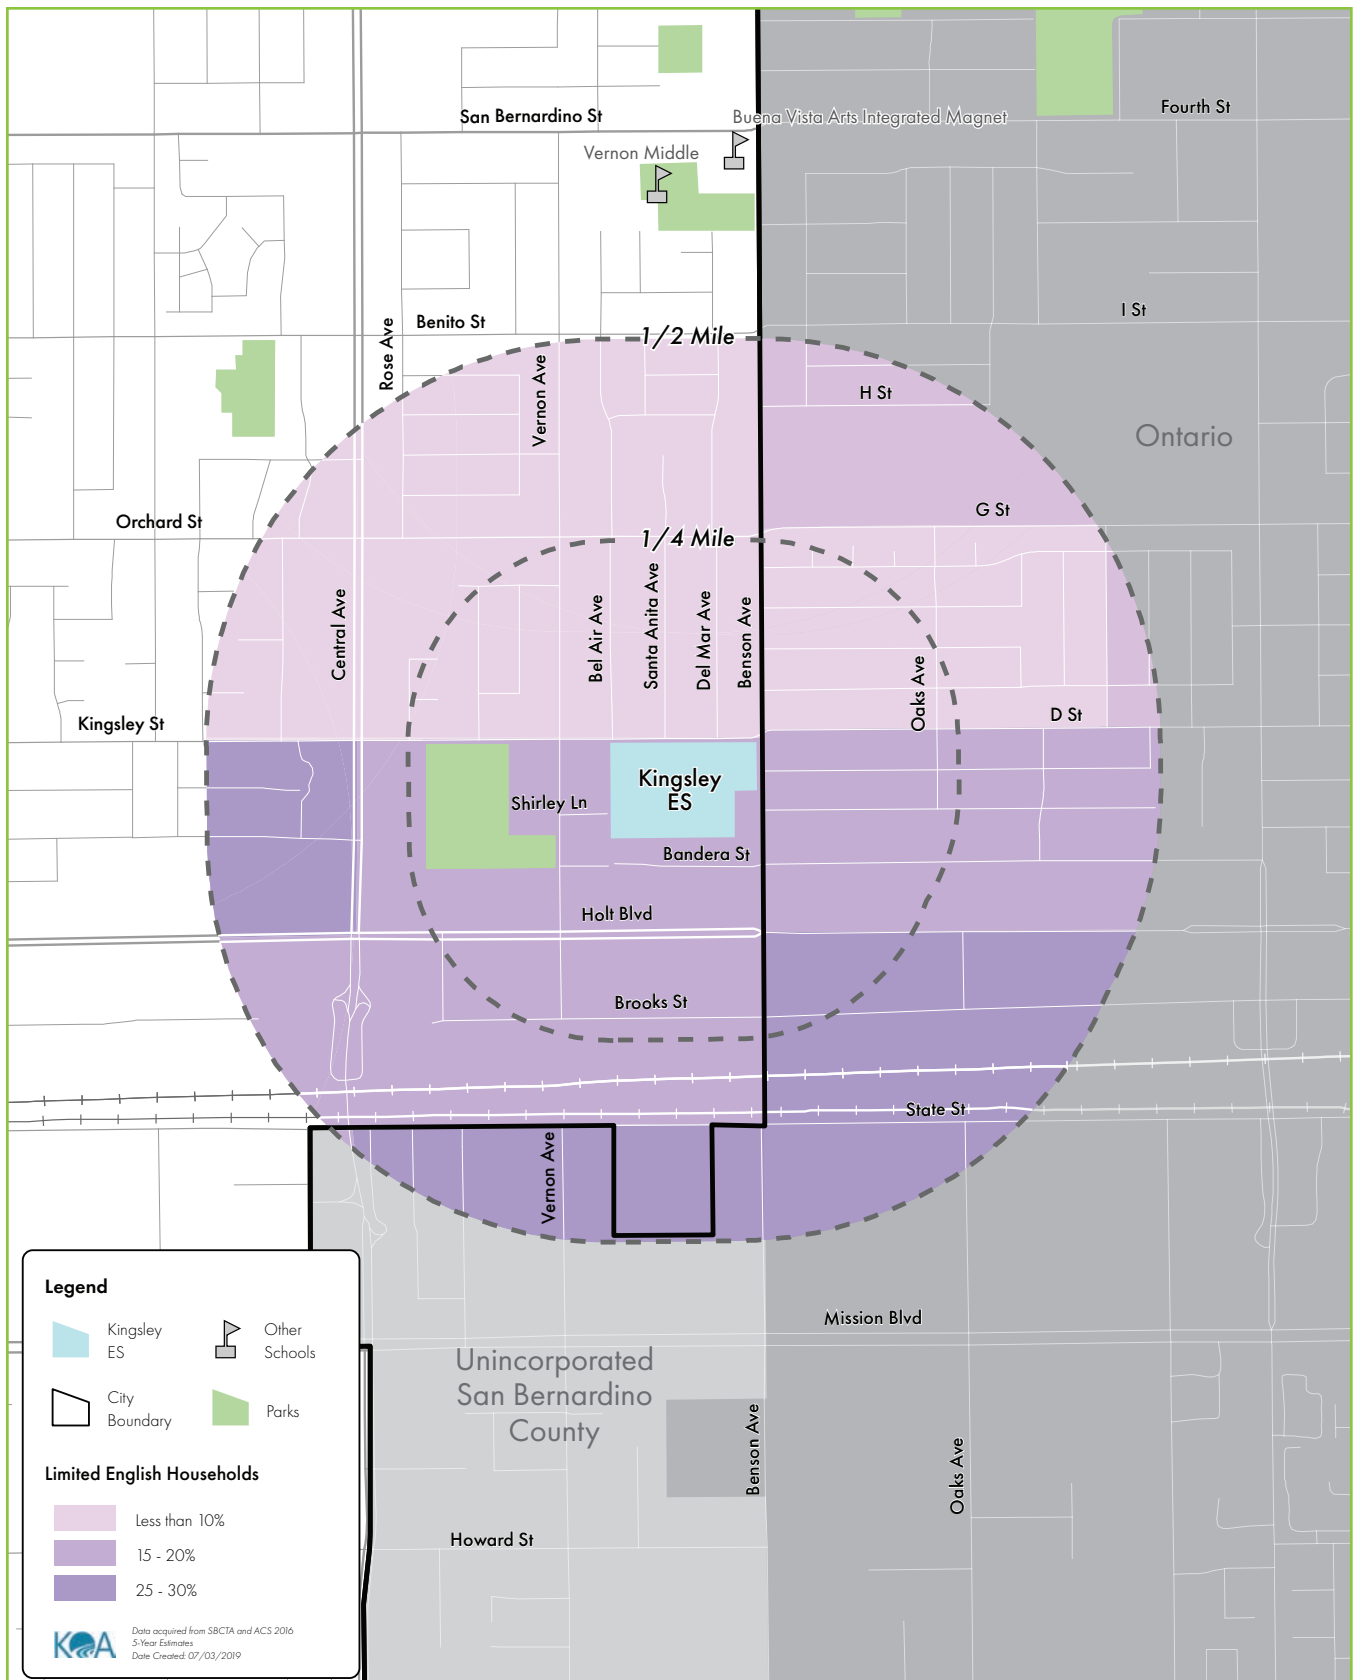 San Bernardino St
Buena Vista Arts Integrated Magnet
Fourth St
Vernon Middle
I St
Benito St
1/2 Mile
Rose Ave
Vernon Ave
H St
Ontario
G St
Orchard St
1/4 Mile
Central Ave
Bel Air Ave
Santa Anita Ave
Del Mar Ave
Benson Ave
Oaks Ave
D St
Kingsley St
Kingsley
ES
Shirley Ln
Bandera St
Holt Blvd
Brooks St
State St
Vernon Ave
Mission Blvd
Unincorporated
San Bernardino
County
Benson Ave
Oaks Ave
Howard St
Legend
Kingsley
ES
Other
Schools
City
Boundary
Parks
Limited English Households
Less than 10%
15 - 20%
25 - 30%
KOA
Data acquired from SBCTA and ACS 2016
5-Year Estimates
Date Created: 07/03/2019